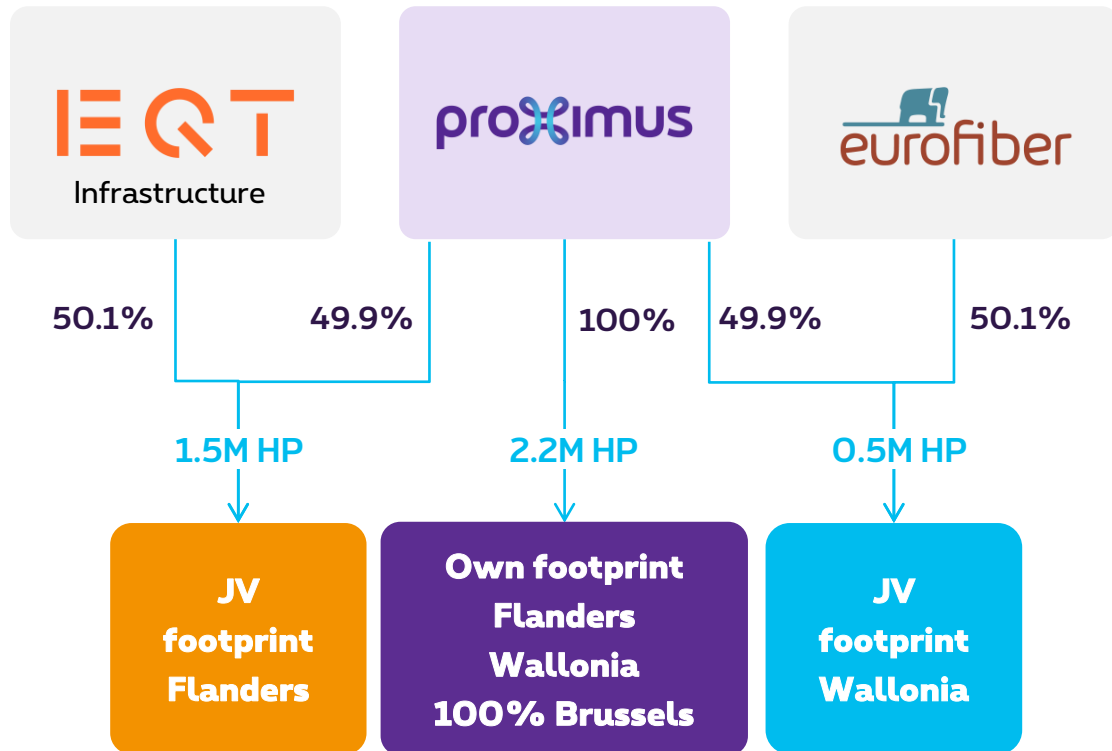 EQT
Infrastructure
proximus
eurofiber
50.1%
49.9%
100%
49.9%
50.1%
1.5M HP
2.2M HP
0.5M HP
JV
footprint
Flanders
Own footprint
Flanders
Wallonia
100% Brussels
JV
footprint
Wallonia